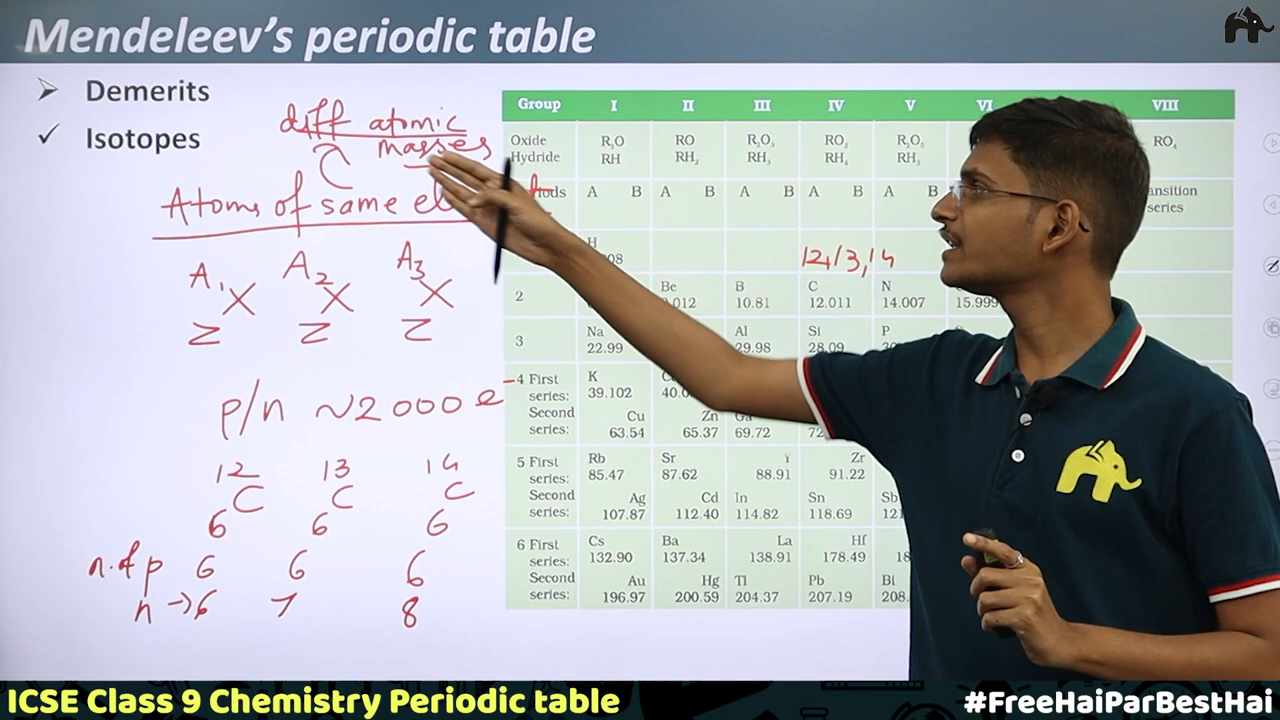 Mendeleev's periodic table
➤ Demerits
✓ Isotopes
diff atomic
masses
Atoms of same
A₁ X Z A₂ X Z A₃ X Z
p/n ~2000 e⁻
12 C 6 13 C 6 14 C 6
n.of p 6 6 6
n →6 7 8
Group I II III IV V VI VIII
Oxide R₂O RO R₂O₃ RO₂ R₂O₅ RO₄
Hydride RH RH₂ RH₃ RH₄ RH₃
A B A B A B A B A B
series
H
12,13,14
Be B C N
2 10.81 12.011 14.007 15.999
Na Al Si P
3 22.99 29.98 28.09
4 First K
series: 39.102
Second Cu Zn Ga
series: 63.54 65.37 69.72
5 First Rb Sr Y Zr
series: 85.47 87.62 88.91 91.22
Second Ag Cd In Sn Sb
series: 107.87 112.40 114.82 118.69
6 First Cs Ba La Hf
series: 132.90 137.34 138.91 178.49
Second Au Hg Tl Pb Bi
series: 196.97 200.59 204.37 207.19
ICSE Class 9 Chemistry Periodic table
#FreeHaiParBestHai